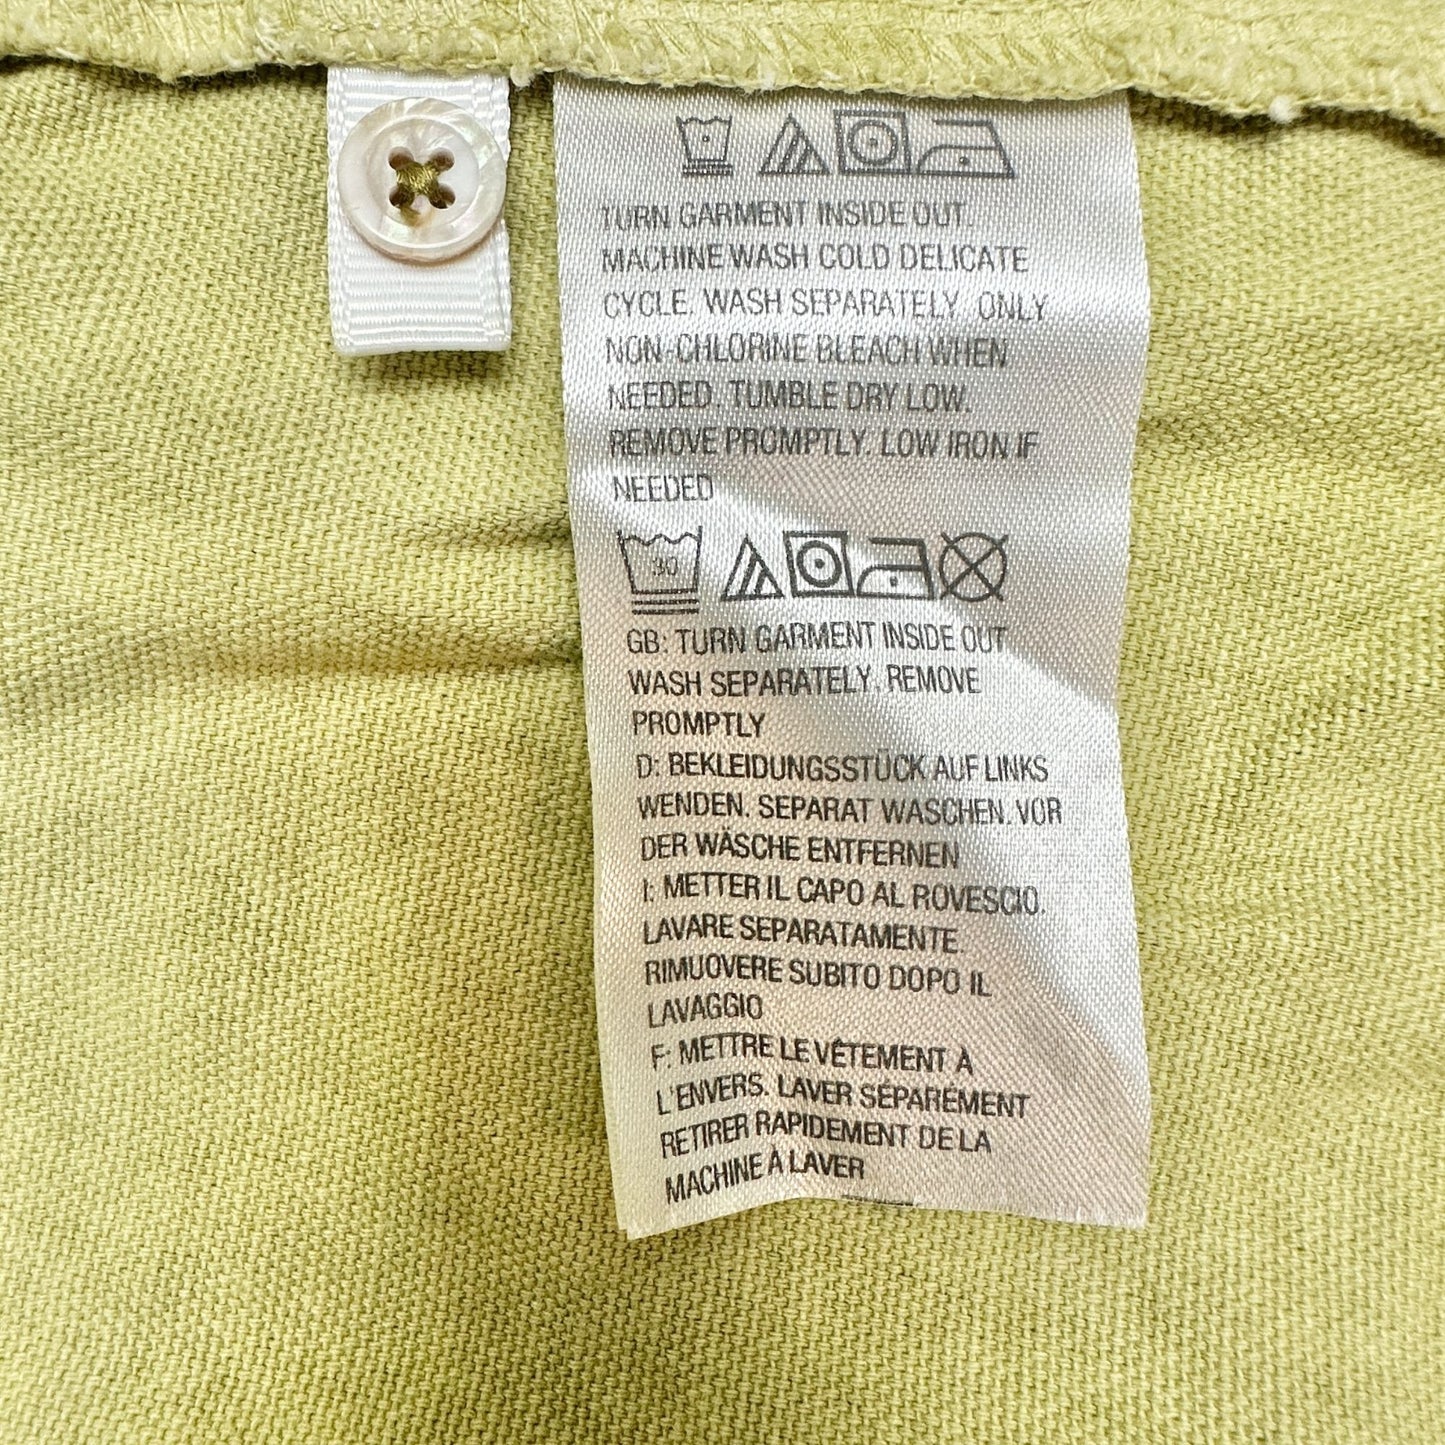 TURN GARMENT INSIDE OUT.
MACHINE WASH COLD DELICATE
CYCLE. WASH SEPARATELY. ONLY
NON-CHLORINE BLEACH WHEN
NEEDED. TUMBLE DRY LOW.
REMOVE PROMPTLY. LOW IRON IF
NEEDED
30
GB: TURN GARMENT INSIDE OUT.
WASH SEPARATELY. REMOVE
PROMPTLY
D: BEKLEIDUNGSSTÜCK AUF LINKS
WENDEN. SEPARAT WASCHEN. VOR
DER WÄSCHE ENTFERNEN
I: METTER IL CAPO AL ROVESCIO.
LAVARE SEPARATAMENTE.
RIMUOVERE SUBITO DOPO IL
LAVAGGIO
F: METTRE LE VÊTEMENT À
L'ENVERS. LAVER SÉPARÉMENT
RETIRER RAPIDEMENT DE LA
MACHINE À LAVER